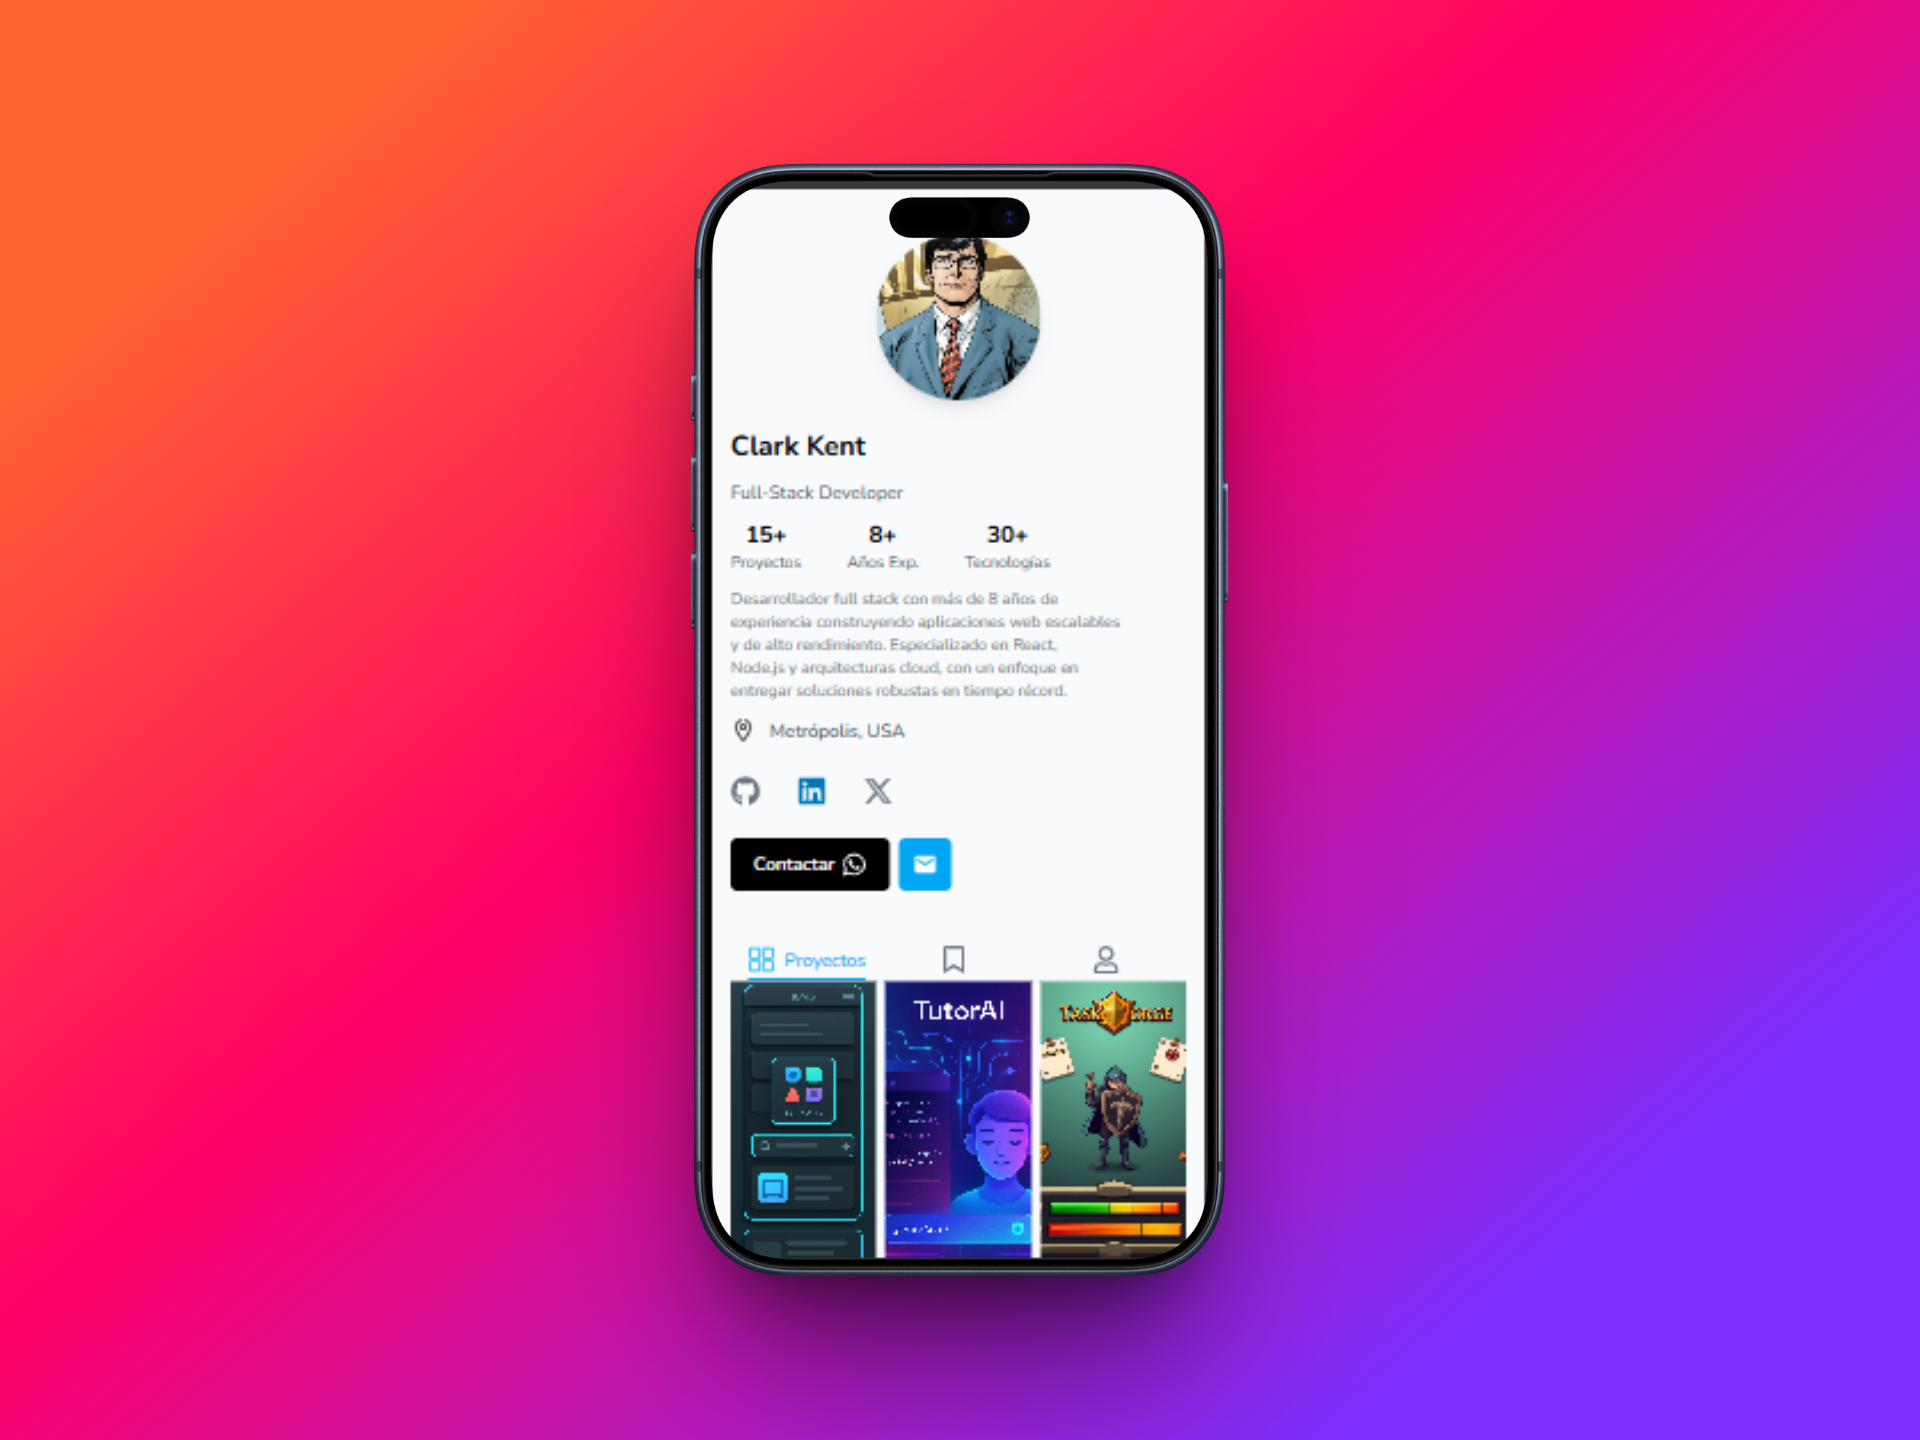 Clark Kent
Full-Stack Developer
15+ 8+ 30+
Proyectos Años Exp. Tecnologías
Desarrollador full stack con más de 8 años de
experiencia construyendo aplicaciones web escalables
y de alto rendimiento. Especializado en React,
Node.js y arquitecturas cloud, con un enfoque en
entregar soluciones robustas en tiempo récord.
Metrópolis, USA
in
Contactar
Proyectos
TutorAI